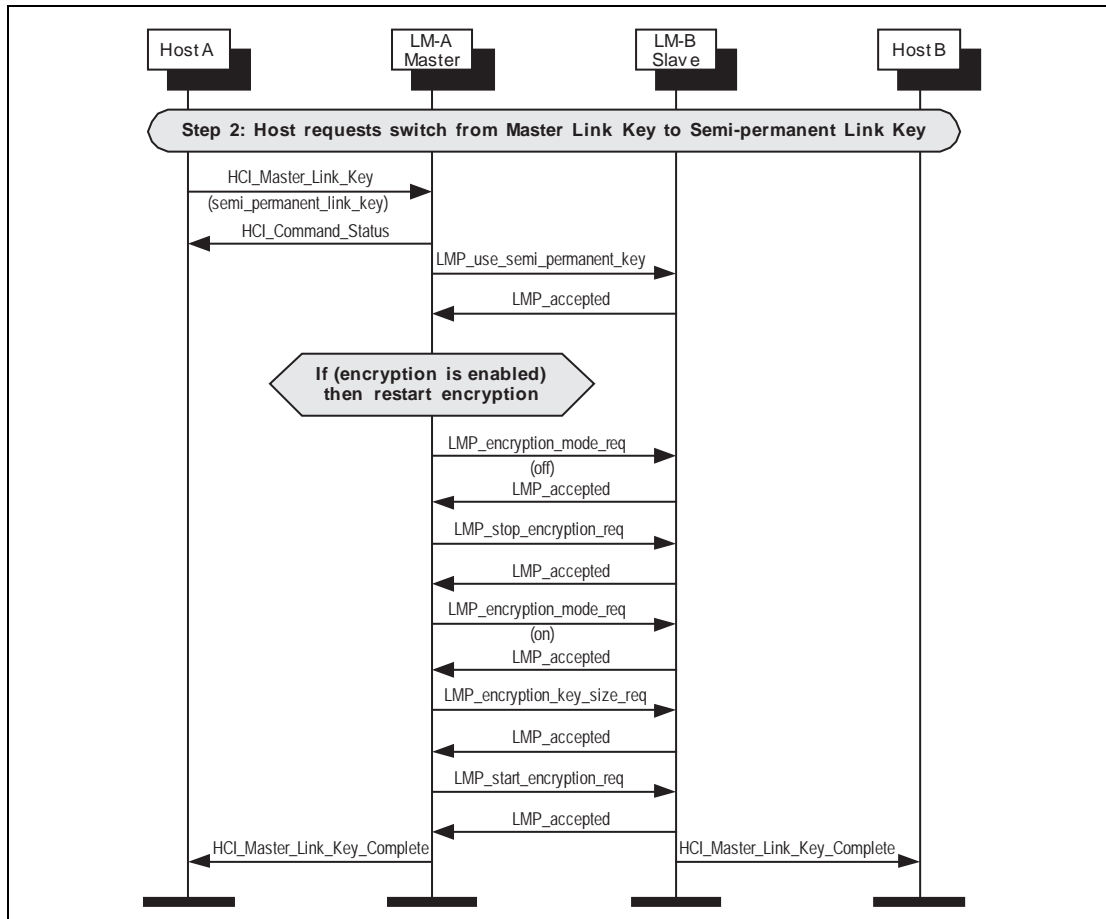 Host A
LM-A
Master
LM-B
Slave
Host B
Step 2: Host requests switch from Master Link Key to Semi-permanent Link Key
HCI_Master_Link_Key
(semi_permanent_link_key)
HCI_Command_Status
LMP_use_semi_permanent_key
LMP_accepted
If (encryption is enabled)
then restart encryption
LMP_encryption_mode_req
(off)
LMP_accepted
LMP_stop_encryption_req
LMP_accepted
LMP_encryption_mode_req
(on)
LMP_accepted
LMP_encryption_key_size_req
LMP_accepted
LMP_start_encryption_req
LMP_accepted
HCI_Master_Link_Key_Complete
HCI_Master_Link_Key_Complete